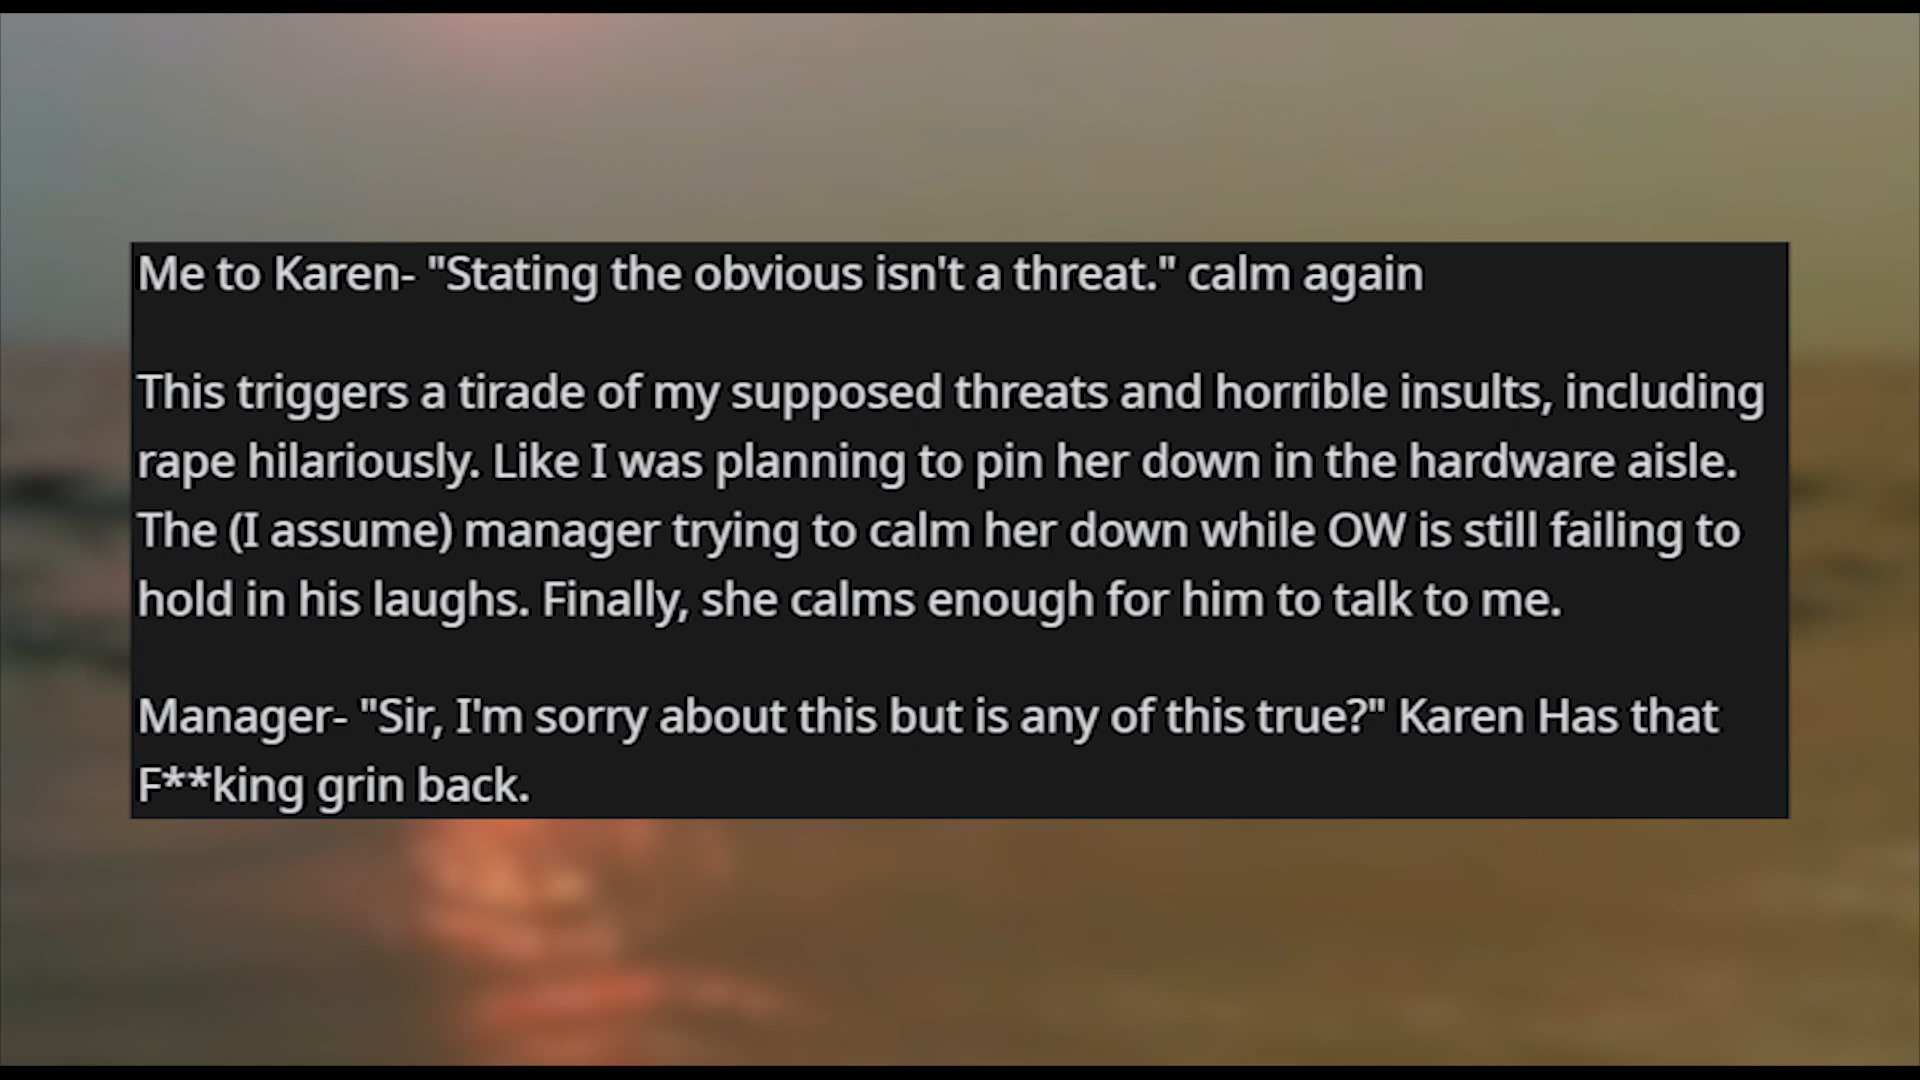 Me to Karen- "Stating the obvious isn't a threat." calm again
This triggers a tirade of my supposed threats and horrible insults, including
rape hilariously. Like I was planning to pin her down in the hardware aisle.
The (I assume) manager trying to calm her down while OW is still failing to
hold in his laughs. Finally, she calms enough for him to talk to me.
Manager- "Sir, I'm sorry about this but is any of this true?" Karen Has that
F**king grin back.